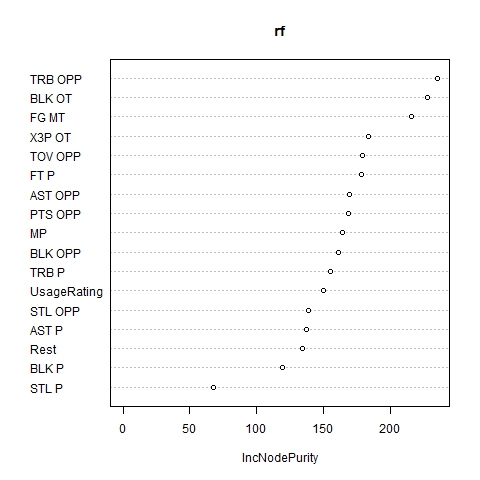 rf
TRB OPP
BLK OT
FG MT
X3P OT
TOV OPP
FT P
AST OPP
PTS OPP
MP
BLK OPP
TRB P
UsageRating
STL OPP
AST P
Rest
BLK P
STL P
0 50 100 150 200
IncNodePurity